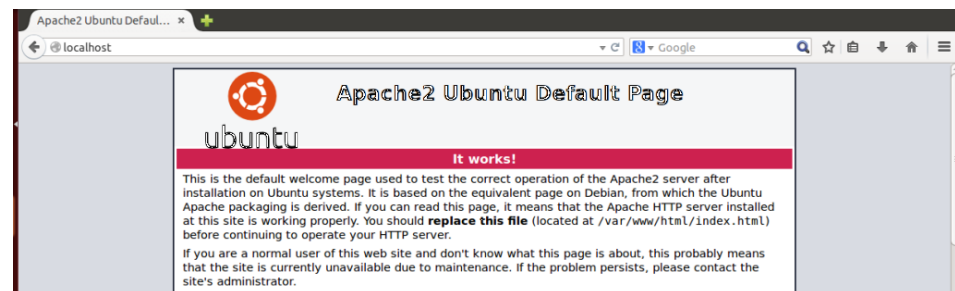 Apache2 Ubuntu Defaul...
localhost
Google
Apache2 Ubuntu Default Page
ubuntu
It works!
This is the default welcome page used to test the correct operation of the Apache2 server after
installation on Ubuntu systems. It is based on the equivalent page on Debian, from which the Ubuntu
Apache packaging is derived. If you can read this page, it means that the Apache HTTP server installed
at this site is working properly. You should replace this file (located at /var/www/html/index.html)
before continuing to operate your HTTP server.
If you are a normal user of this web site and don't know what this page is about, this probably means
that the site is currently unavailable due to maintenance. If the problem persists, please contact the
site's administrator.